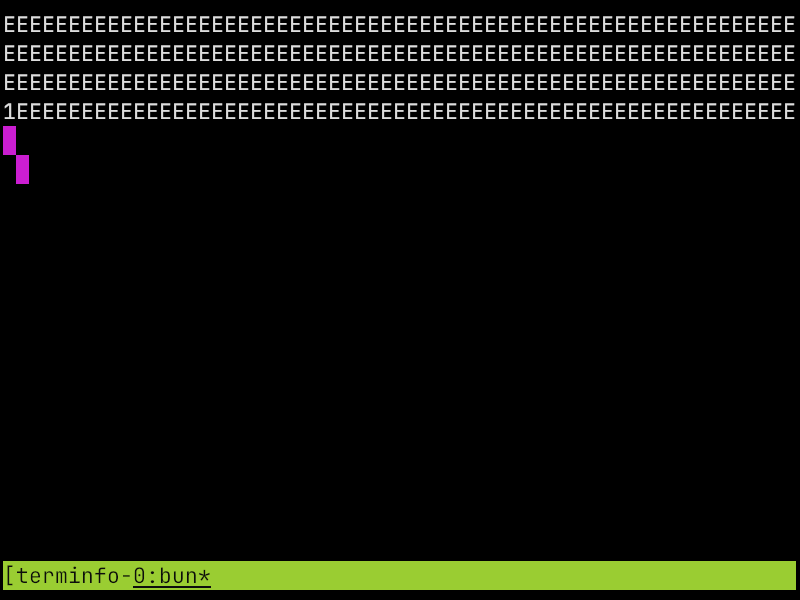 EEEEEEEEEEEEEEEEEEEEEEEEEEEEEEEEEEEEEEEEEEEEEEEEEEEEEEEEEEEEE
EEEEEEEEEEEEEEEEEEEEEEEEEEEEEEEEEEEEEEEEEEEEEEEEEEEEEEEEEEEEE
EEEEEEEEEEEEEEEEEEEEEEEEEEEEEEEEEEEEEEEEEEEEEEEEEEEEEEEEEEEEE
1EEEEEEEEEEEEEEEEEEEEEEEEEEEEEEEEEEEEEEEEEEEEEEEEEEEEEEEEEEEE
[terminfo-0:bun*